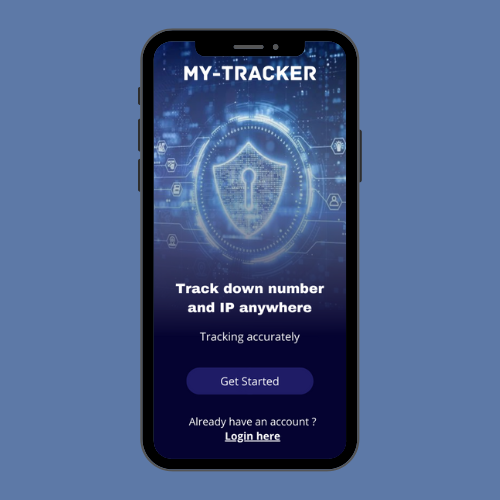 MY-TRACKER
Track down number
and IP anywhere
Tracking accurately
Get Started
Already have an account ?
Login here